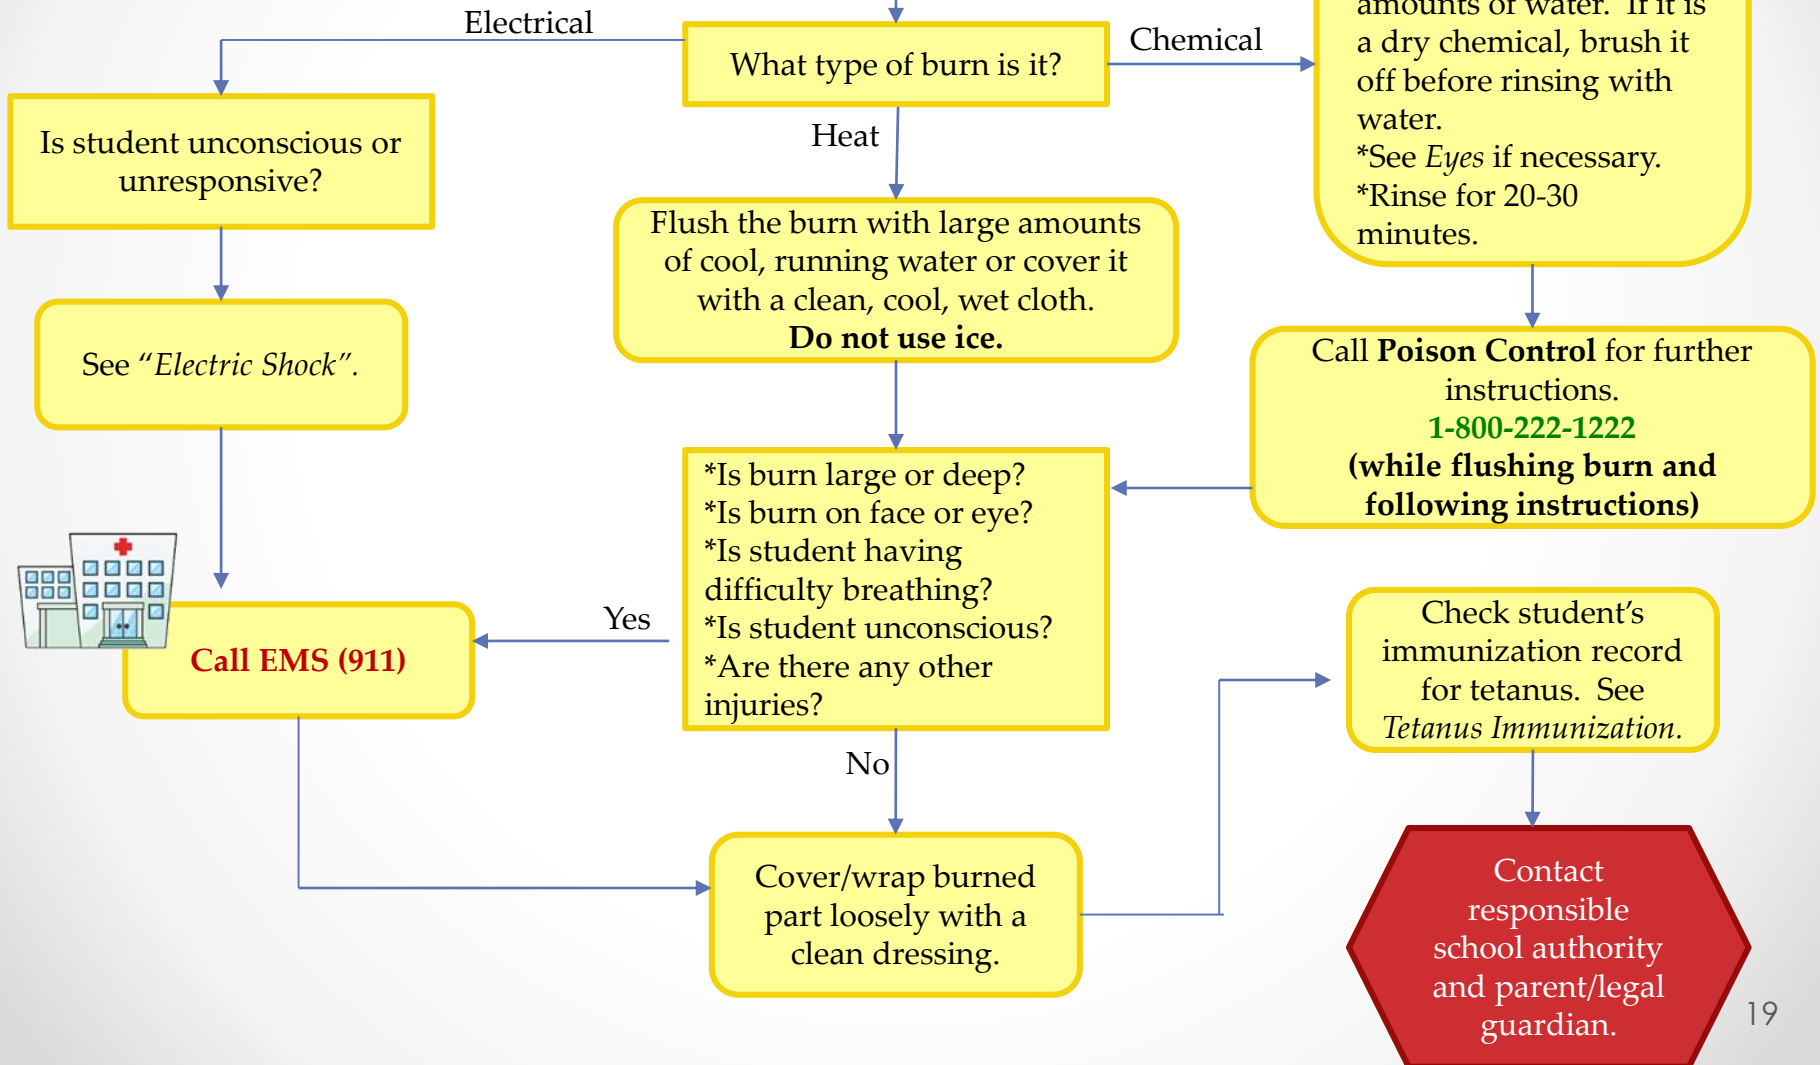 Electrical
What type of burn is it?
Chemical
amounts of water. If it is
a dry chemical, brush it
off before rinsing with
water.
*See Eyes if necessary.
*Rinse for 20-30
minutes.
Is student unconscious or
unresponsive?
Heat
Flush the burn with large amounts
of cool, running water or cover it
with a clean, cool, wet cloth.
Do not use ice.
See “Electric Shock”.
Call Poison Control for further
instructions.
1-800-222-1222
(while flushing burn and
following instructions)
*Is burn large or deep?
*Is burn on face or eye?
*Is student having
difficulty breathing?
*Is student unconscious?
*Are there any other
injuries?
Yes
Call EMS (911)
No
Check student’s
immunization record
for tetanus. See
Tetanus Immunization.
Cover/wrap burned
part loosely with a
clean dressing.
Contact
responsible
school authority
and parent/legal
guardian.
19